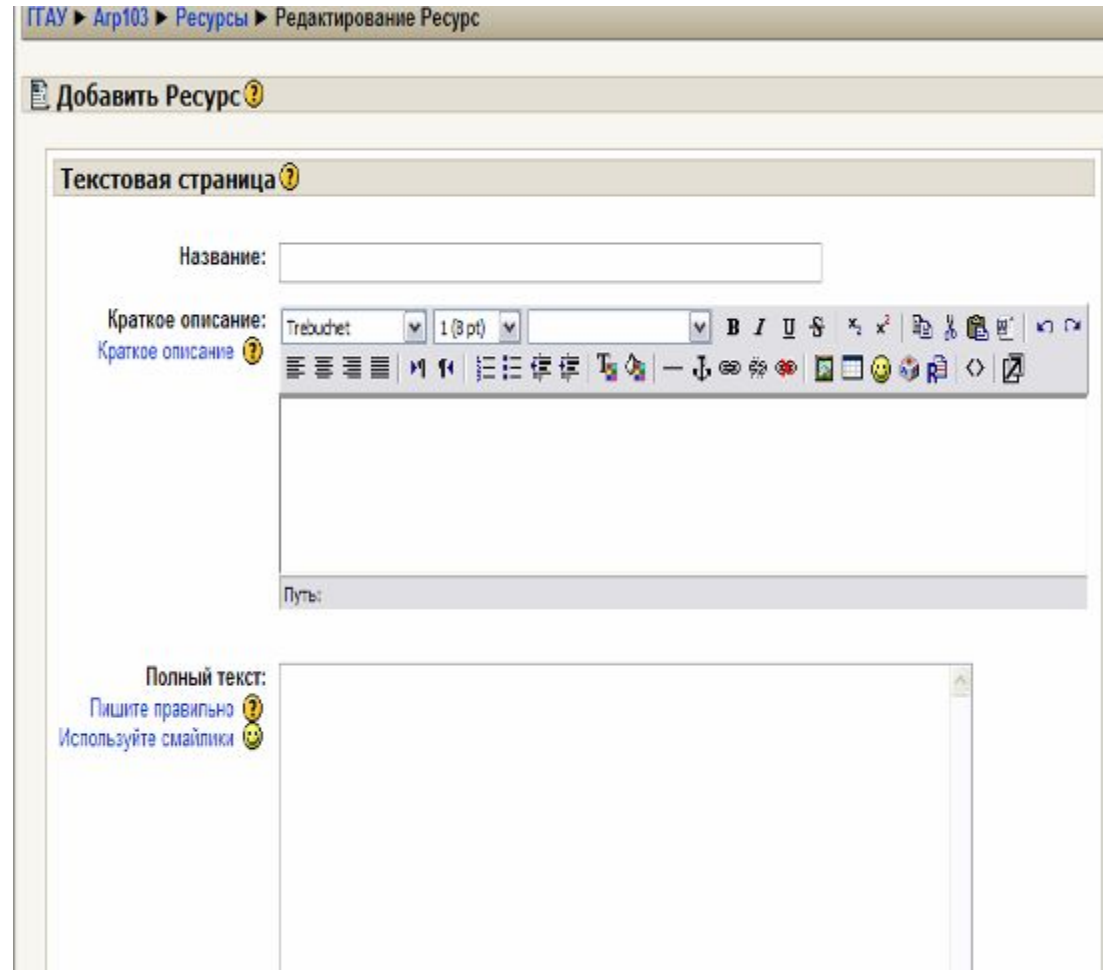 ГГАУ ► Агр103 ► Ресурсы ► Редактирование Ресурс
Добавить Ресурс
Текстовая страница
Название:
Краткое описание:
Краткое описание
Trebuchet 1 (8 pt)
Путь:
Полный текст:
Пишите правильно
Используйте смайлики